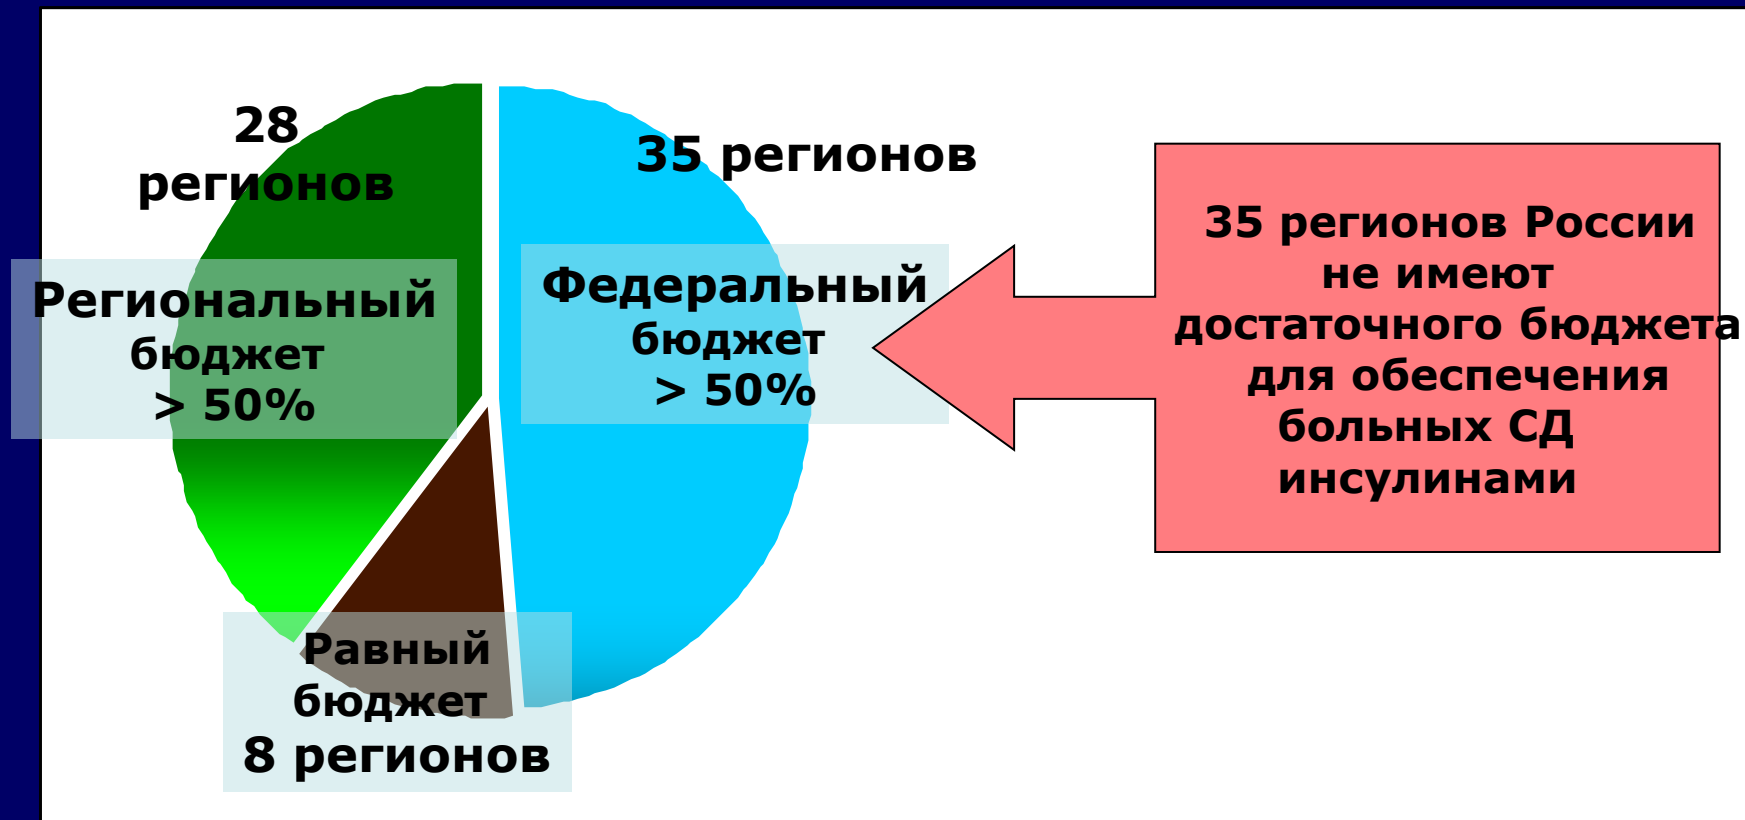 28
регионов
Региональный
бюджет
> 50%
35 регионов
Федеральный
бюджет
> 50%
Равный
бюджет
8 регионов
35 регионов России
не имеют
достаточного бюджета
для обеспечения
больных СД
инсулинами